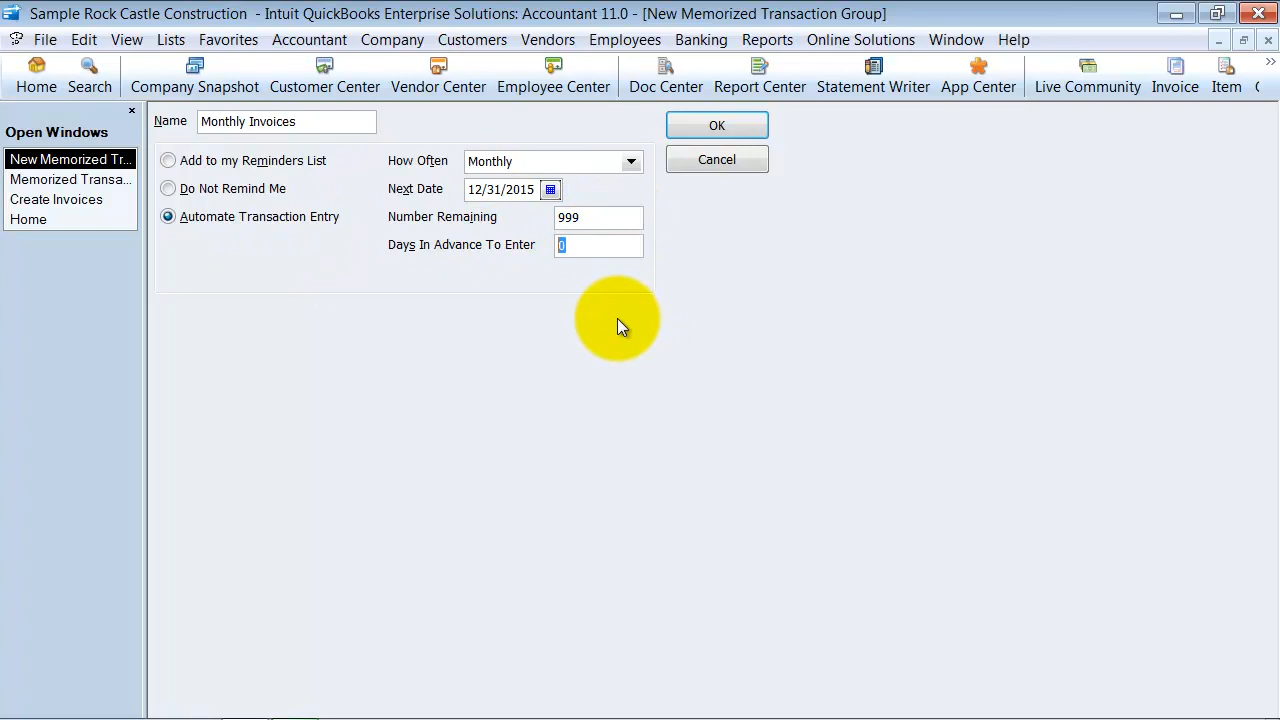 Sample Rock Castle Construction - Intuit QuickBooks Enterprise Solutions: Accountant 11.0 - [New Memorized Transaction Group]
File Edit View Lists Favorites Accountant Company Customers Vendors Employees Banking Reports Online Solutions Window Help
Home Search Company Snapshot Customer Center Vendor Center Employee Center Doc Center Report Center Statement Writer App Center Live Community Invoice Item
Open Windows
New Memorized Tr...
Memorized Transa...
Create Invoices
Home
Name Monthly Invoices OK
Cancel
Add to my Reminders List How Often Monthly
Do Not Remind Me Next Date 12/31/2015
Automate Transaction Entry Number Remaining 999
Days In Advance To Enter 0